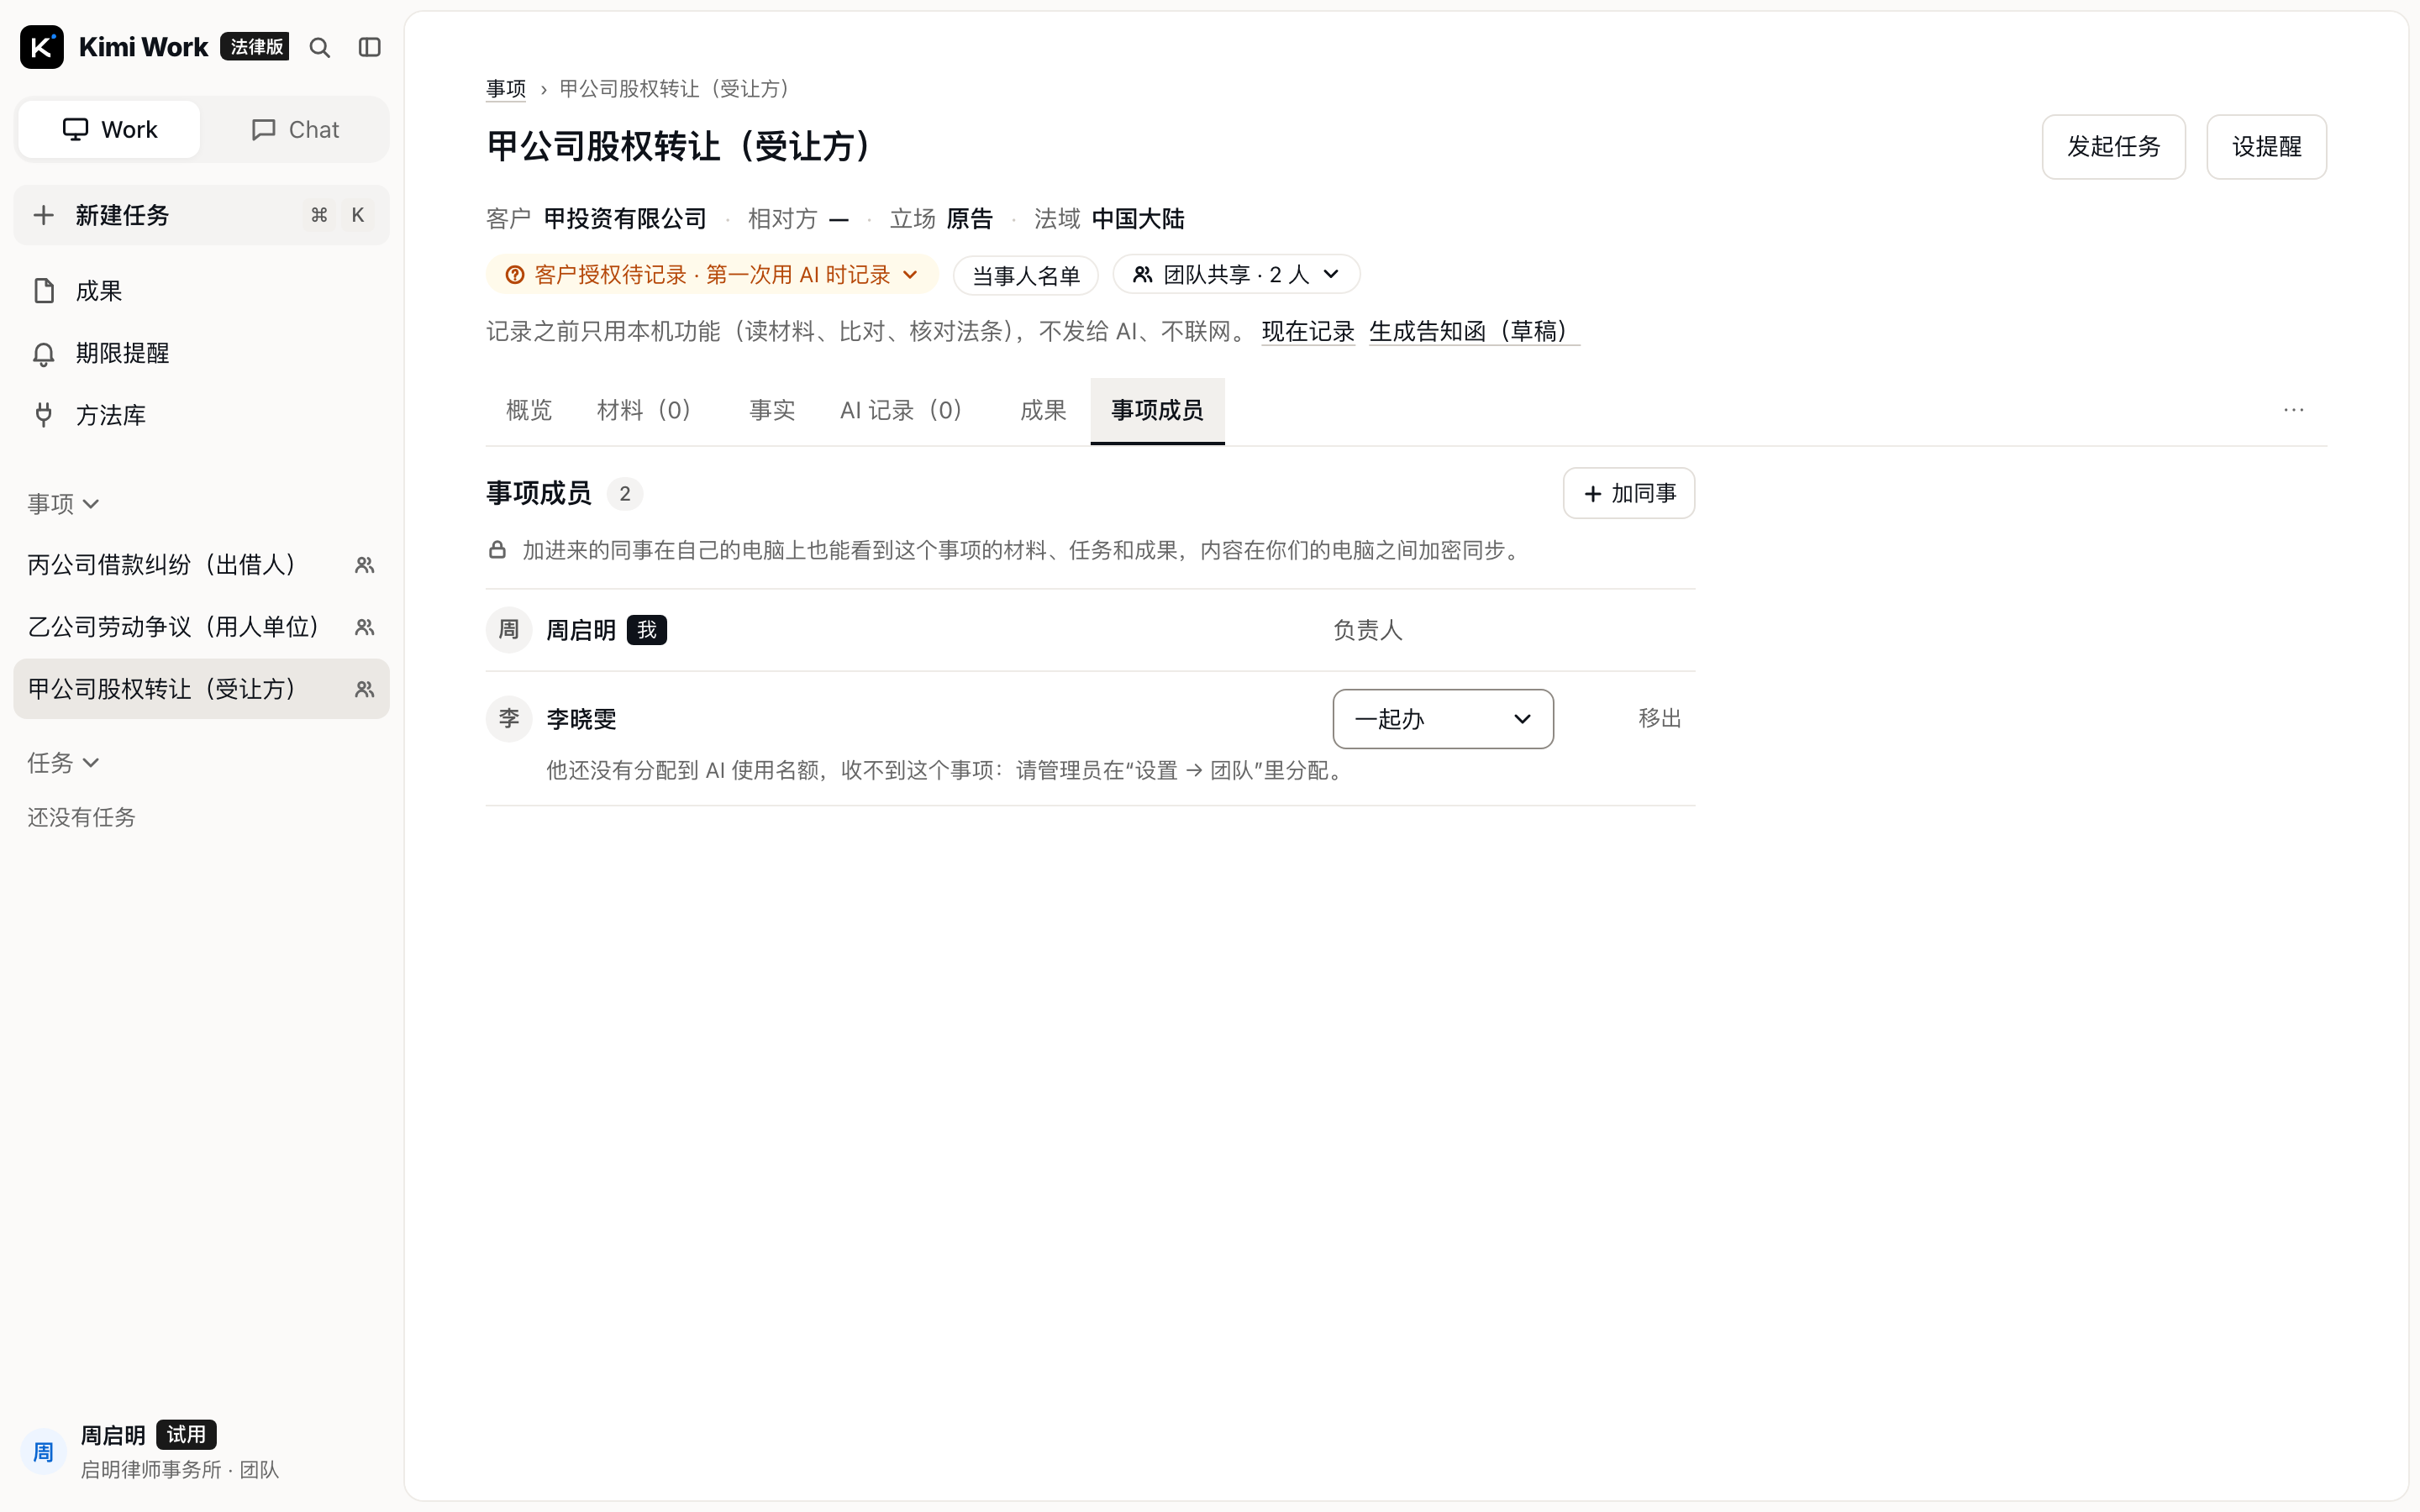 Kimi Work 法律版
Work
Chat
新建任务 ⌘ K
成果
期限提醒
方法库
事项
丙公司借款纠纷（出借人）
乙公司劳动争议（用人单位）
甲公司股权转让（受让方）
任务
还没有任务
周
周启明 试用
启明律师事务所 · 团队
事项 › 甲公司股权转让（受让方）
甲公司股权转让（受让方）
发起任务
设提醒
客户 甲投资有限公司 · 相对方 — · 立场 原告 · 法域 中国大陆
客户授权待记录 · 第一次用 AI 时记录
当事人名单
团队共享 · 2 人
记录之前只用本机功能（读材料、比对、核对法条），不发给 AI、不联网。 现在记录 生成告知函（草稿）
概览 材料（0） 事实 AI 记录（0） 成果 事项成员 ···
事项成员 2
+ 加同事
加进来的同事在自己的电脑上也能看到这个事项的材料、任务和成果，内容在你们的电脑之间加密同步。
周 周启明 我 负责人
李 李晓雯 一起办 移出
他还没有分配到 AI 使用名额，收不到这个事项：请管理员在“设置 → 团队”里分配。